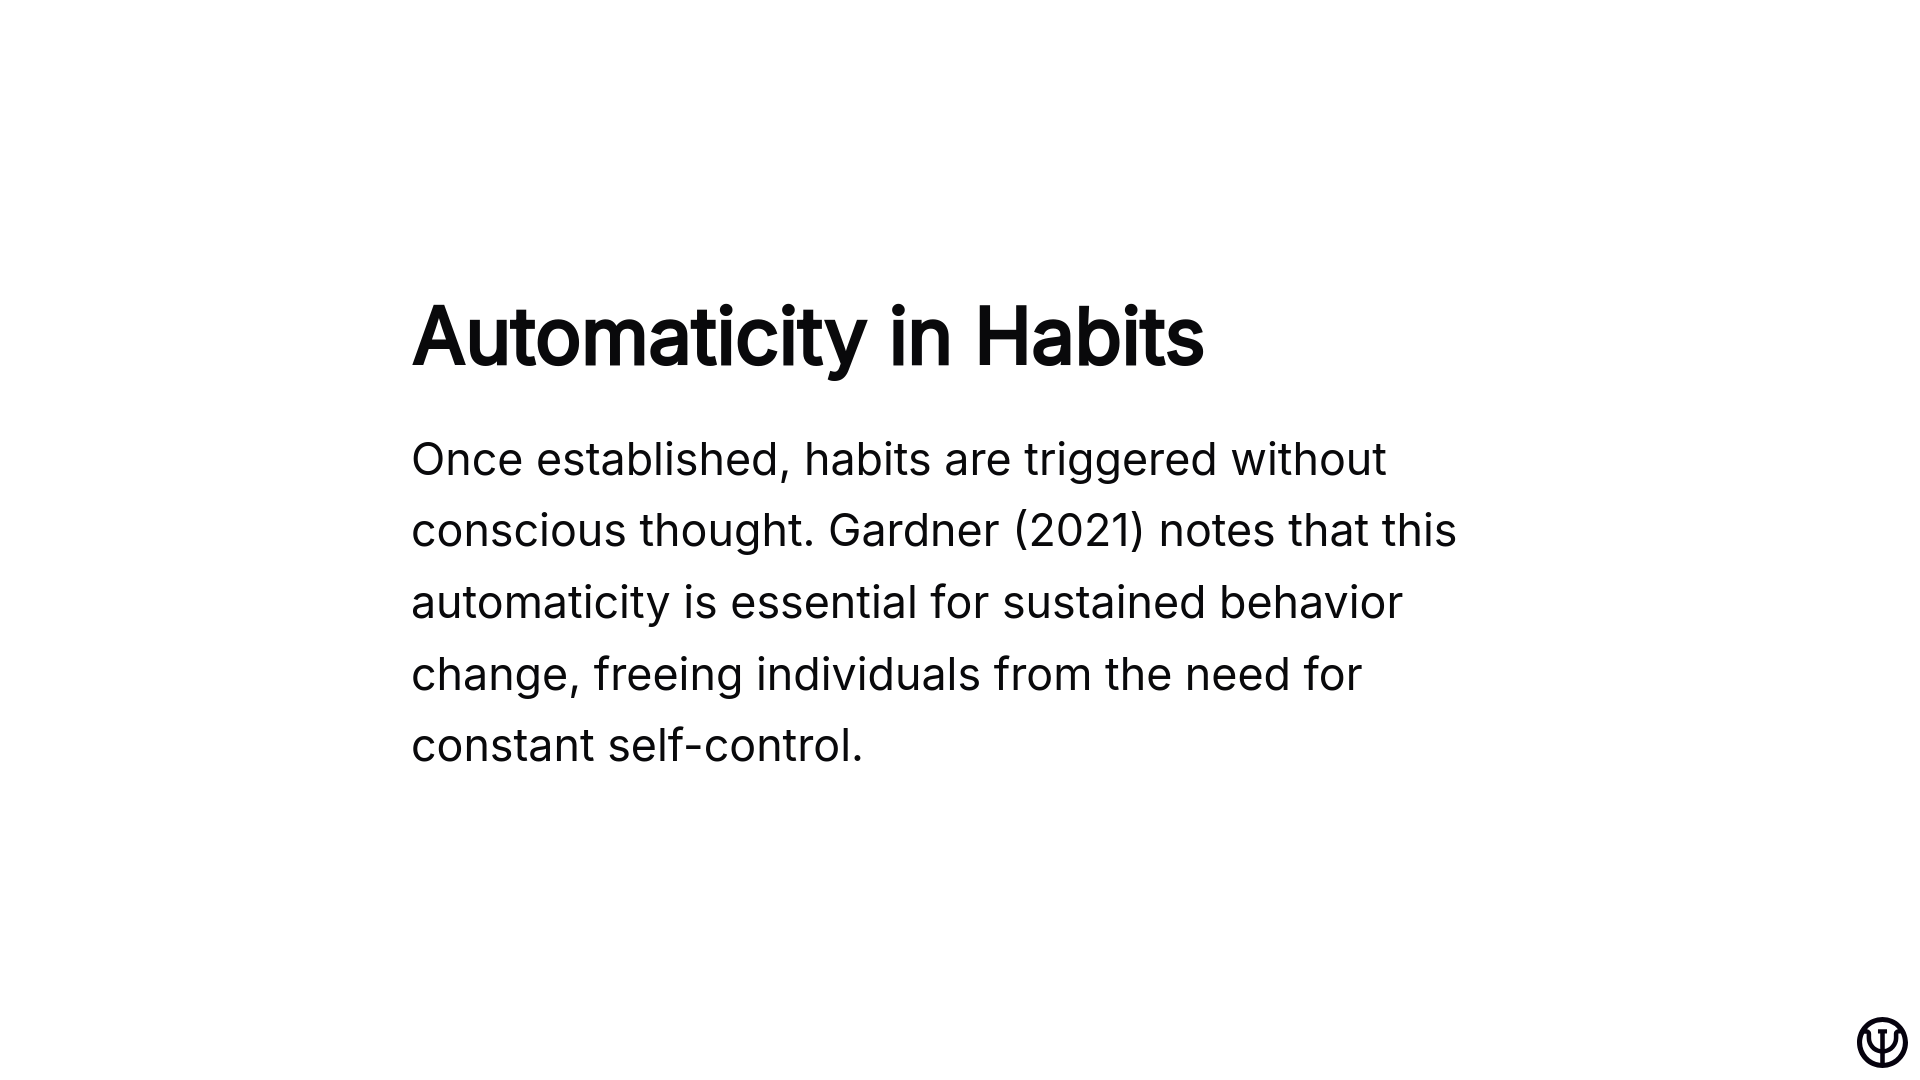 Automaticity in Habits
Once established, habits are triggered without
conscious thought. Gardner (2021) notes that this
automaticity is essential for sustained behavior
change, freeing individuals from the need for
constant self-control.